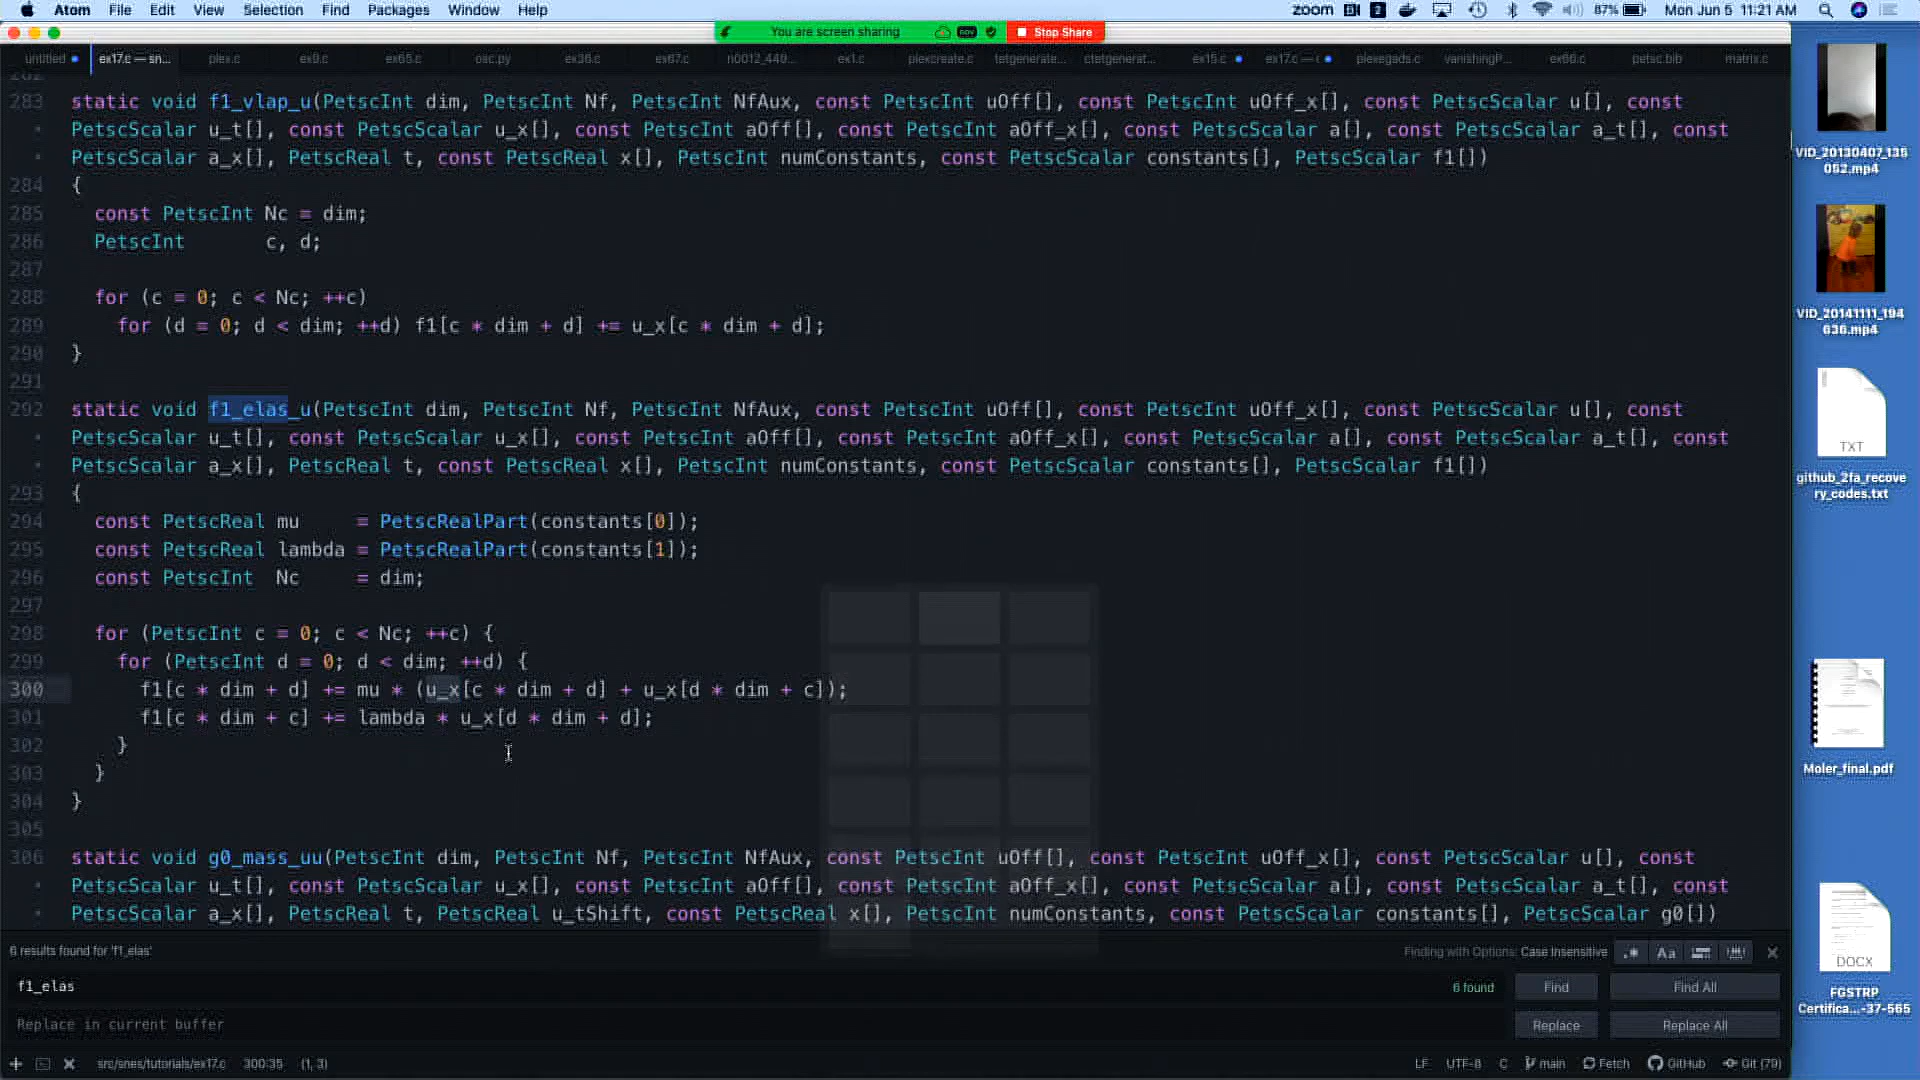 Atom File Edit View Selection Find Packages Window Help zoom 2 87% Mon Jun 5 11:21 AM
You are screen sharing Stop Share
untitled ex17.c — sn... plex.c ex9.c ex65.c osc.py ex36.c ex67.c n0012_449... ex1.c plexcreate.c tetgenerate... ctetgenerat... ex15.c ex17.c — plexegads.c vanishingP... ex66.c petsc.bib matrix.c
282
283 static void f1_vlap_u(PetscInt dim, PetscInt Nf, PetscInt NfAux, const PetscInt uOff[], const PetscInt uOff_x[], const PetscScalar u[], const
• PetscScalar u_t[], const PetscScalar u_x[], const PetscInt aOff[], const PetscInt aOff_x[], const PetscScalar a[], const PetscScalar a_t[], const
• PetscScalar a_x[], PetscReal t, const PetscReal x[], PetscInt numConstants, const PetscScalar constants[], PetscScalar f1[])
284 {
285 const PetscInt Nc = dim;
286 PetscInt c, d;
287
288 for (c = 0; c < Nc; ++c)
289 for (d = 0; d < dim; ++d) f1[c * dim + d] += u_x[c * dim + d];
290 }
291
292 static void f1_elas_u(PetscInt dim, PetscInt Nf, PetscInt NfAux, const PetscInt uOff[], const PetscInt uOff_x[], const PetscScalar u[], const
• PetscScalar u_t[], const PetscScalar u_x[], const PetscInt aOff[], const PetscInt aOff_x[], const PetscScalar a[], const PetscScalar a_t[], const
• PetscScalar a_x[], PetscReal t, const PetscReal x[], PetscInt numConstants, const PetscScalar constants[], PetscScalar f1[])
293 {
294 const PetscReal mu = PetscRealPart(constants[0]);
295 const PetscReal lambda = PetscRealPart(constants[1]);
296 const PetscInt Nc = dim;
297
298 for (PetscInt c = 0; c < Nc; ++c) {
299 for (PetscInt d = 0; d < dim; ++d) {
300 f1[c * dim + d] += mu * (u_x[c * dim + d] + u_x[d * dim + c]);
301 f1[c * dim + c] += lambda * u_x[d * dim + d];
302 }
303 }
304 }
305
306 static void g0_mass_uu(PetscInt dim, PetscInt Nf, PetscInt NfAux, const PetscInt uOff[], const PetscInt uOff_x[], const PetscScalar u[], const
• PetscScalar u_t[], const PetscScalar u_x[], const PetscInt aOff[], const PetscInt aOff_x[], const PetscScalar a[], const PetscScalar a_t[], const
• PetscScalar a_x[], PetscReal t, PetscReal u_tShift, const PetscReal x[], PetscInt numConstants, const PetscScalar constants[], PetscScalar g0[])
6 results found for 'f1_elas' Finding with Options: Case Insensitive .* Aa
f1_elas 6 found Find Find All
Replace in current buffer Replace Replace All
src/snes/tutorials/ex17.c 300:35 (1, 3) LF UTF-8 C main Fetch GitHub Git (79)
VID_20130407_135
052.mp4
VID_20141111_194
636.mp4
TXT
github_2fa_recove
ry_codes.txt
Moler_final.pdf
DOCX
FGSTRP
Certifica...-37-565